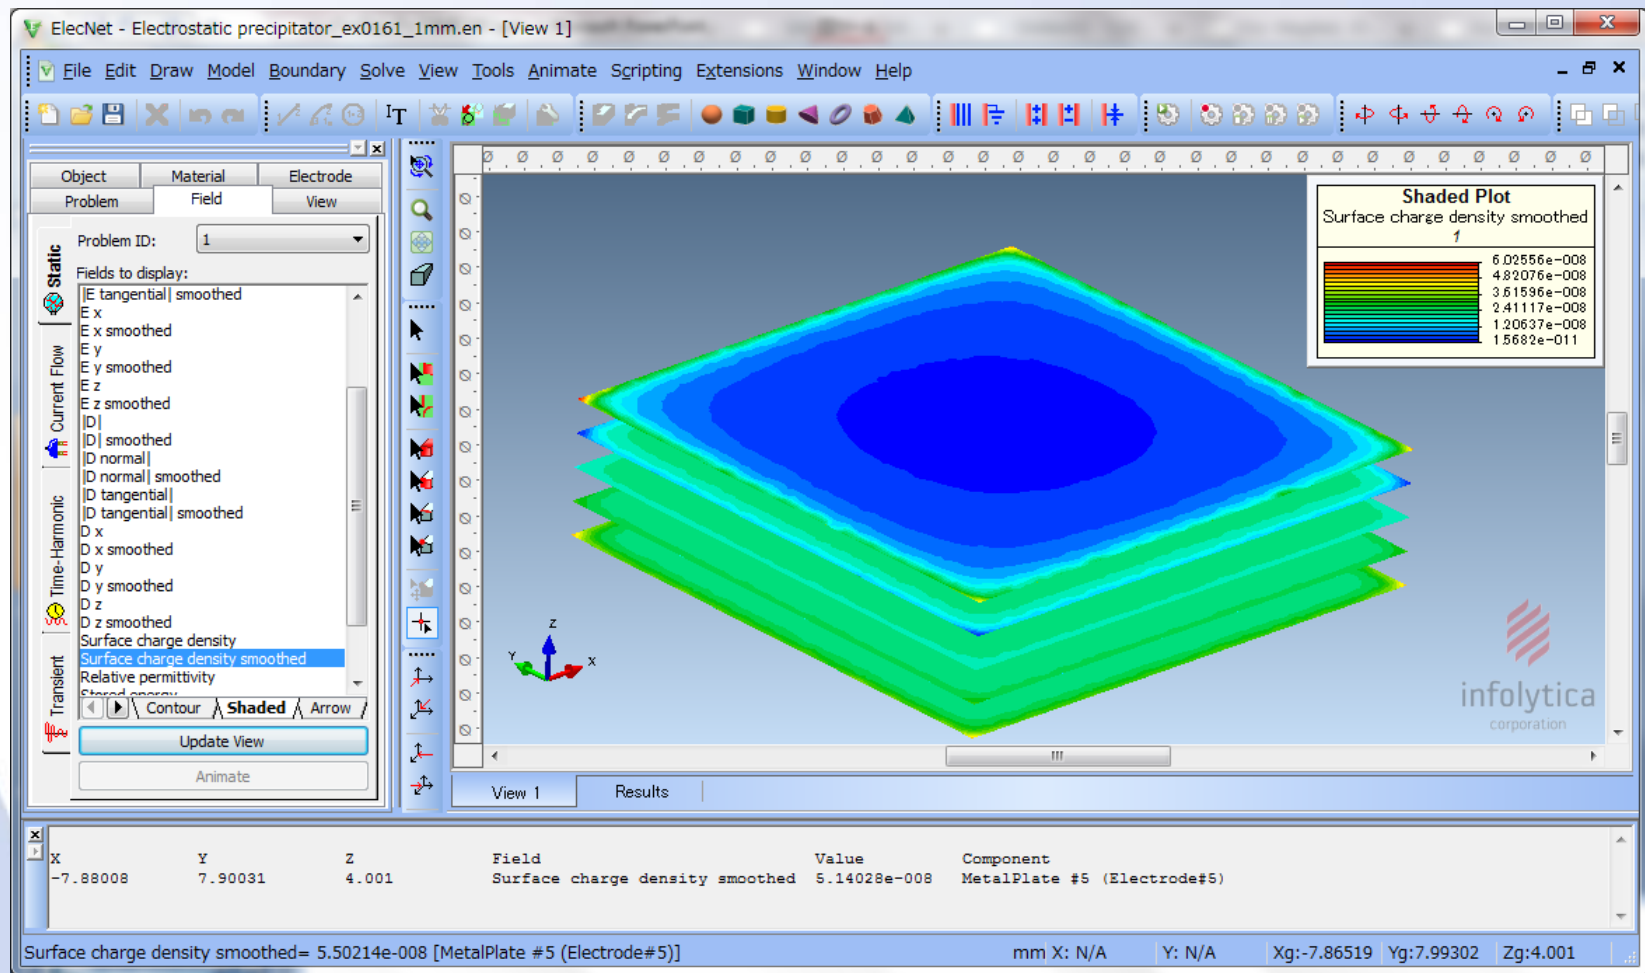 ElecNet - Electrostatic precipitator_ex0161_1mm.en - [View 1]
File Edit Draw Model Boundary Solve View Tools Animate Scripting Extensions Window Help
Object Material Electrode
Problem Field View
Problem ID: 1
Fields to display:
|E tangential| smoothed
E x
E x smoothed
E y
E y smoothed
E z
E z smoothed
|D|
|D| smoothed
|D normal|
|D normal| smoothed
|D tangential|
|D tangential| smoothed
D x
D x smoothed
D y
D y smoothed
D z
D z smoothed
Surface charge density
Surface charge density smoothed
Relative permittivity
Stored energy
Contour Shaded Arrow
Update View
Animate
Static
Current Flow
Time-Harmonic
Transient
Shaded Plot
Surface charge density smoothed
1
6.02556e-008
4.82076e-008
3.61596e-008
2.41117e-008
1.20637e-008
1.5682e-011
Z
Y
X
infolytica
corporation
View 1 Results
X Y Z Field Value Component
-7.88008 7.90031 4.001 Surface charge density smoothed 5.14028e-008 MetalPlate #5 (Electrode#5)
Surface charge density smoothed= 5.50214e-008 [MetalPlate #5 (Electrode#5)] mm X: N/A Y: N/A Xg:-7.86519 Yg:7.99302 Zg:4.001